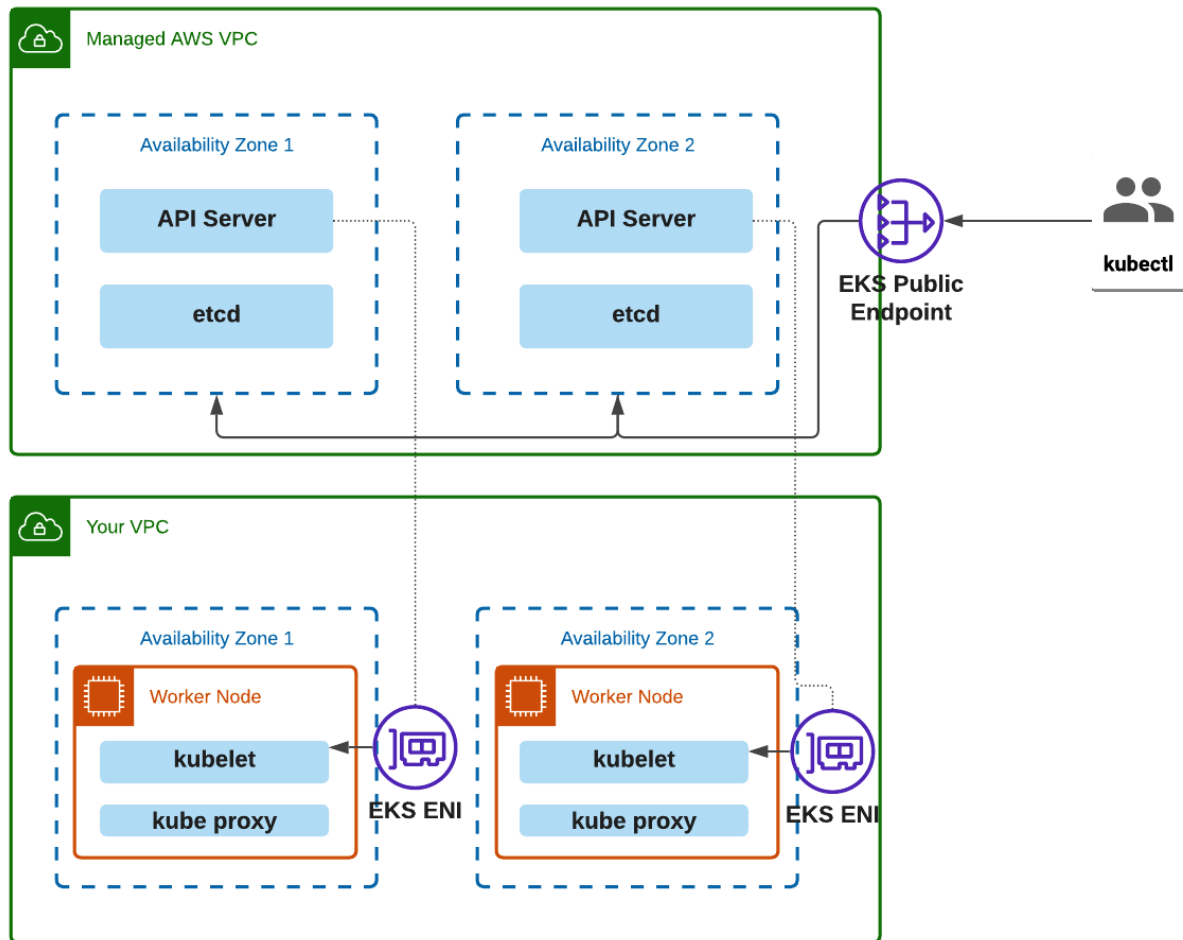 Managed AWS VPC
Availability Zone 1
Availability Zone 2
API Server
API Server
etcd
etcd
EKS Public
Endpoint
kubectl
Your VPC
Availability Zone 1
Availability Zone 2
Worker Node
Worker Node
kubelet
kubelet
kube proxy
kube proxy
EKS ENI
EKS ENI